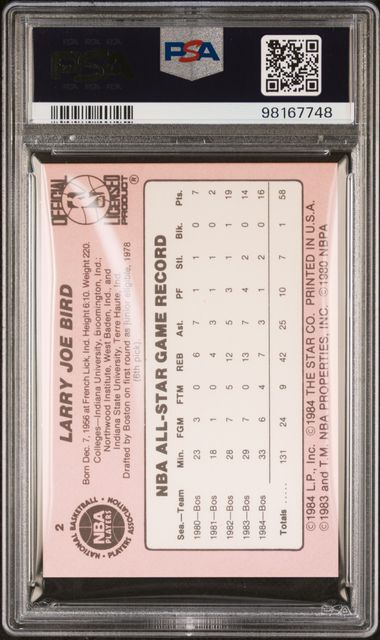 PSA
98167748
2
NATIONAL BASKETBALL
PLAYERS ASSOCIATION
NBA
PLAYERS
LARRY JOE BIRD
OFFICIAL
NBA
LICENSED
PRODUCT ®
Born Dec. 7, 1956 at French Lick, Ind. Height 6:10. Weight 220.
Colleges—Indiana University, Bloomington, Ind.;
Northwood Institute, West Baden, Ind., and
Indiana State University, Terre Haute, Ind.
Drafted by Boston on first round as junior eligible, 1978
(6th pick).
NBA ALL-STAR GAME RECORD
Sea.—Team Min. FGM FTM REB Ast. PF Stl. Blk. Pts.
1980—Bos 23 3 0 6 7 1 1 0 7
1981—Bos 18 1 0 4 3 1 1 0 2
1982—Bos 28 7 5 12 5 3 1 1 19
1983—Bos 29 7 0 13 7 4 2 0 14
1984—Bos 33 6 4 7 3 1 2 0 16
Totals ..... 131 24 9 42 25 10 7 1 58
©1984 L.P., Inc. ©1984 THE STAR CO. PRINTED IN U.S.A.
©1983 and T.M. NBA PROPERTIES, INC. ©1980 NBPA